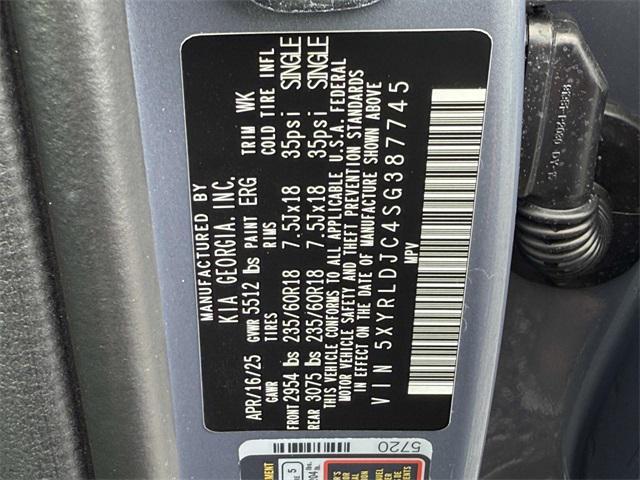 MANUFACTURED BY
KIA GEORGIA, INC.
APR/16/25 GVWR 5512 lbs PAINT ERG TRIM WK
GAWR TIRES RIMS COLD TIRE INFL
FRONT 2954 lbs 235/60R18 7.5Jx18 35psi SINGLE
REAR 3075 lbs 235/60R18 7.5Jx18 35psi SINGLE
THIS VEHICLE CONFORMS TO ALL APPLICABLE U.S.A. FEDERAL
MOTOR VEHICLE SAFETY AND THEFT PREVENTION STANDARDS
IN EFFECT ON THE DATE OF MANUFACTURE SHOWN ABOVE
VIN 5XYRLDJC4SG387745
MPV
5720